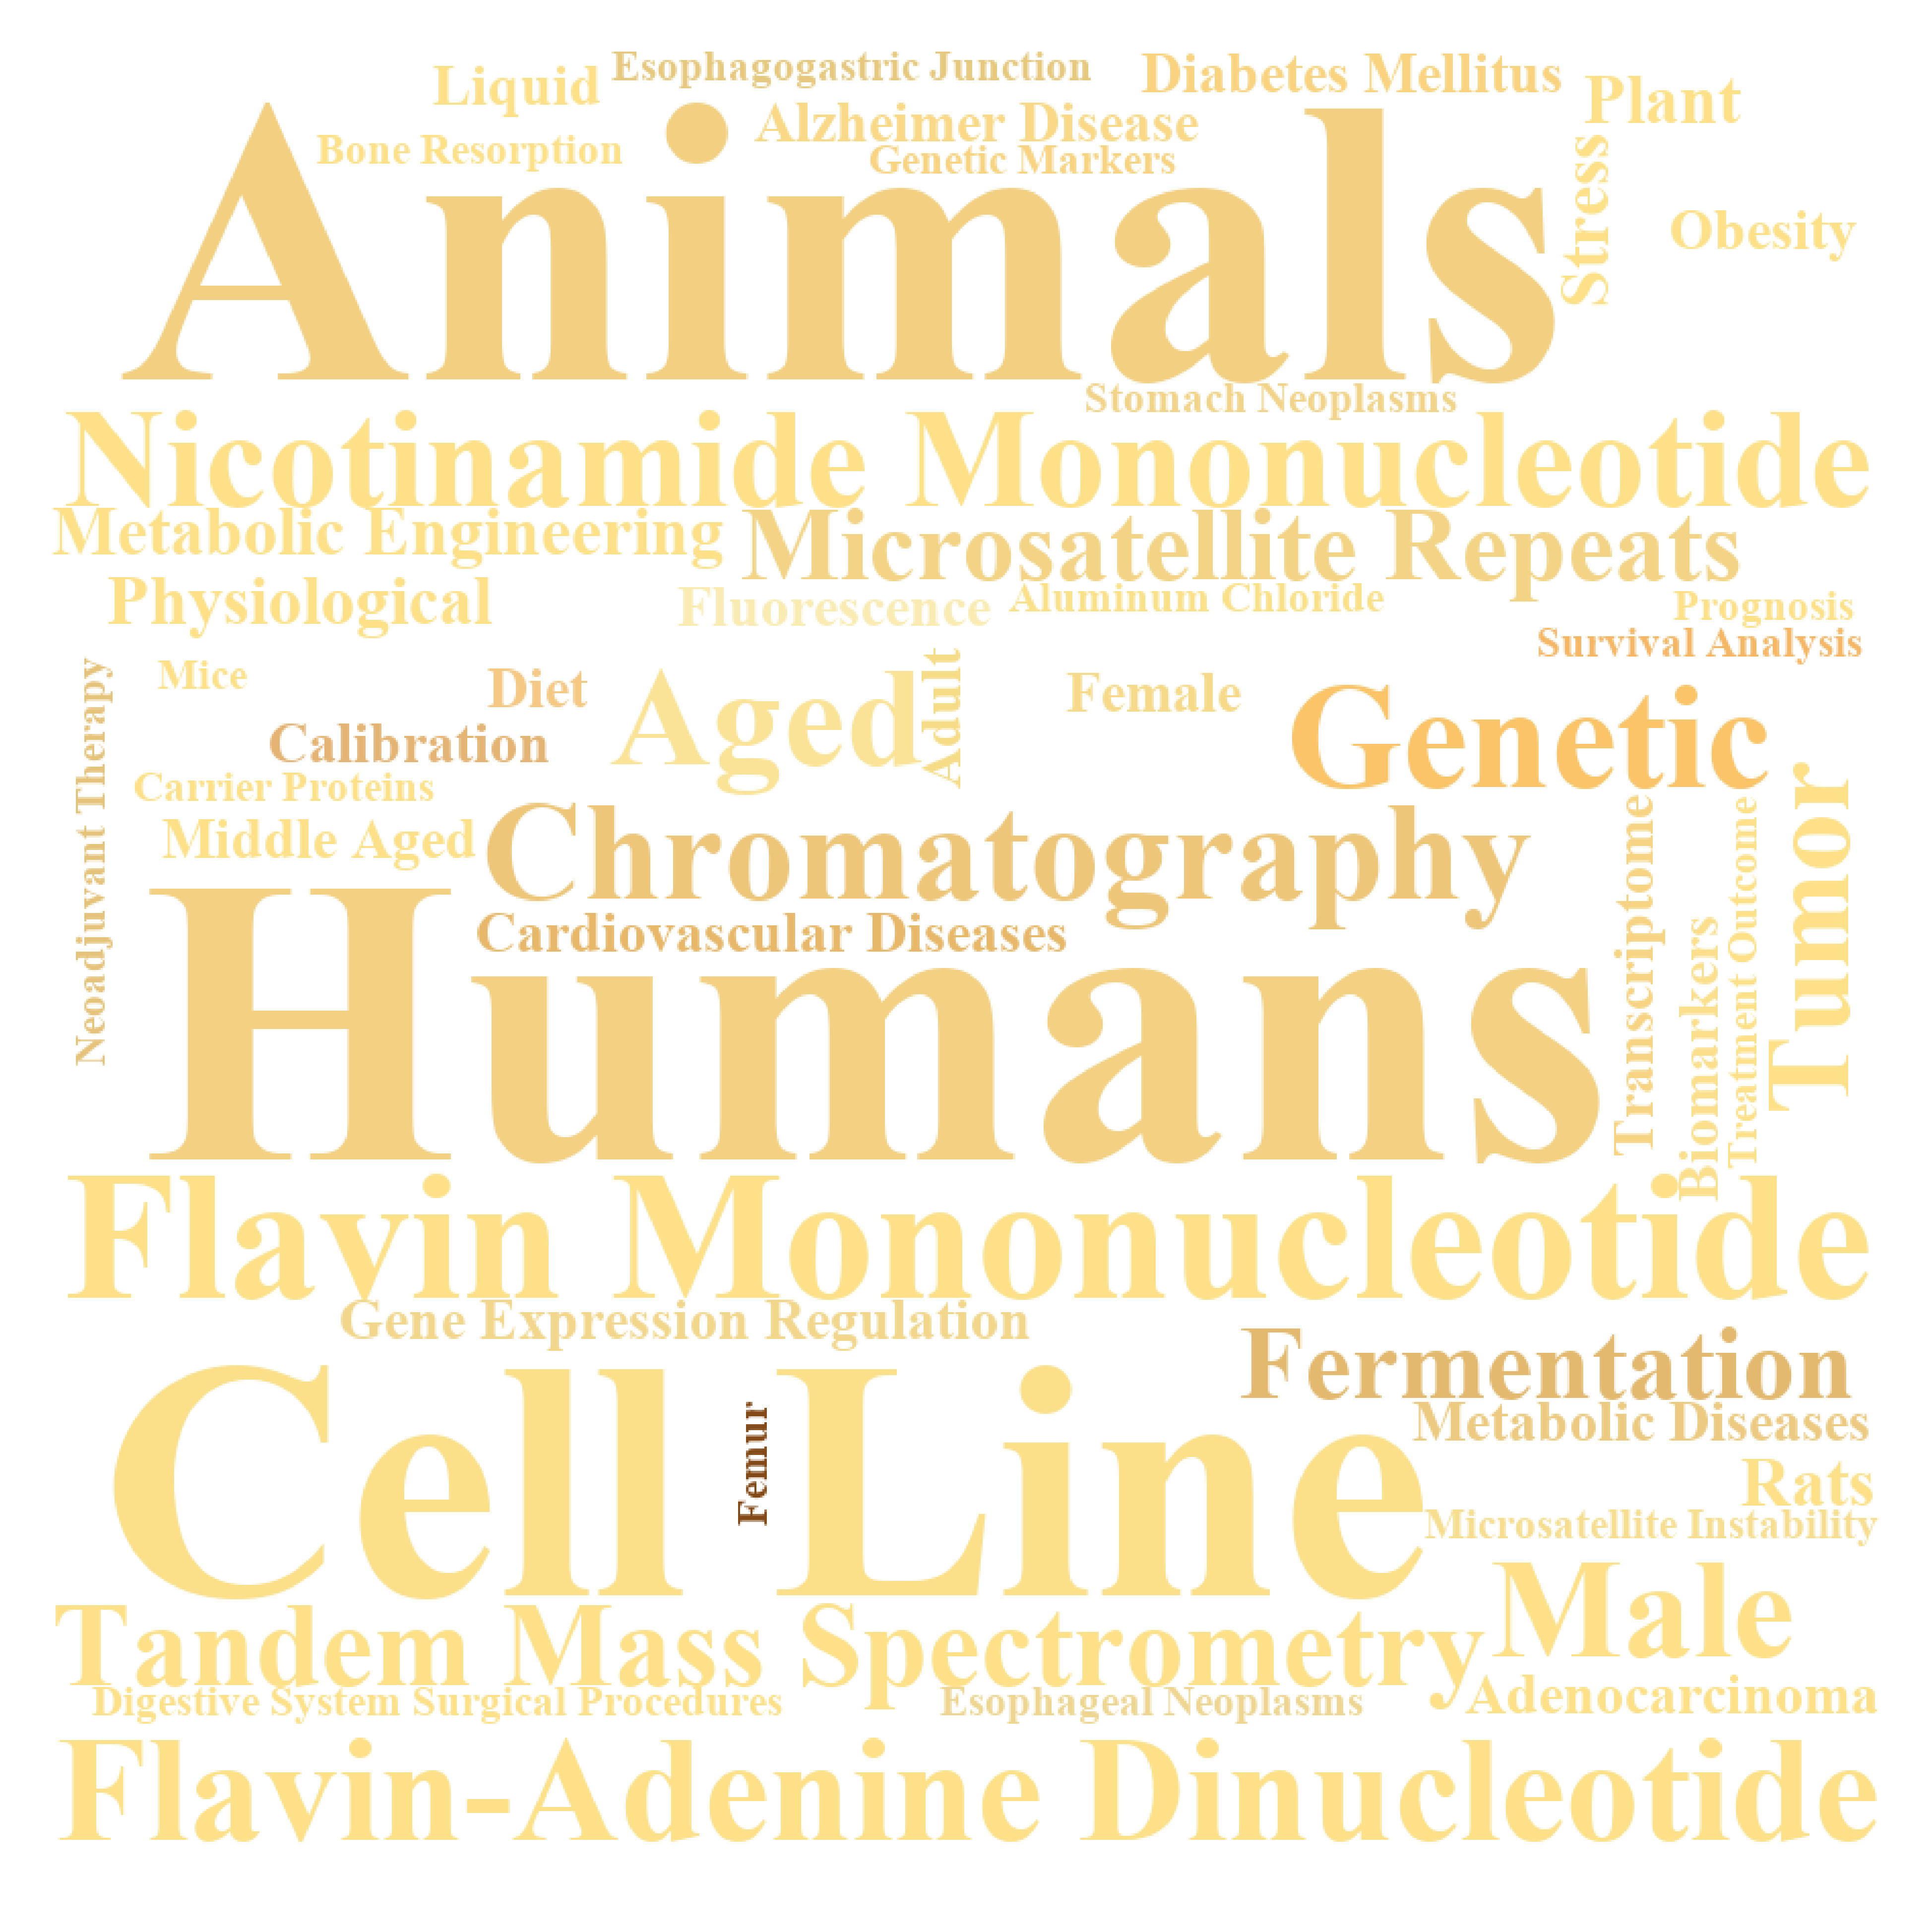 Esophagogastric Junction
Diabetes Mellitus
Liquid
Plant
Alzheimer Disease
Bone Resorption
Genetic Markers
Stress
Obesity
Animals
Stomach Neoplasms
Nicotinamide Mononucleotide
Metabolic Engineering
Microsatellite Repeats
Physiological
Fluorescence
Aluminum Chloride
Prognosis
Survival Analysis
Mice
Diet
Aged
Adult
Female
Genetic
Calibration
Neoadjuvant Therapy
Carrier Proteins
Middle Aged
Chromatography
Cardiovascular Diseases
Humans
Transcriptome
Biomarkers
Treatment Outcome
Tumor
Flavin Mononucleotide
Gene Expression Regulation
Fermentation
Metabolic Diseases
Cell Line
Femur
Rats
Microsatellite Instability
Male
Tandem Mass Spectrometry
Digestive System Surgical Procedures
Esophageal Neoplasms
Adenocarcinoma
Flavin-Adenine Dinucleotide